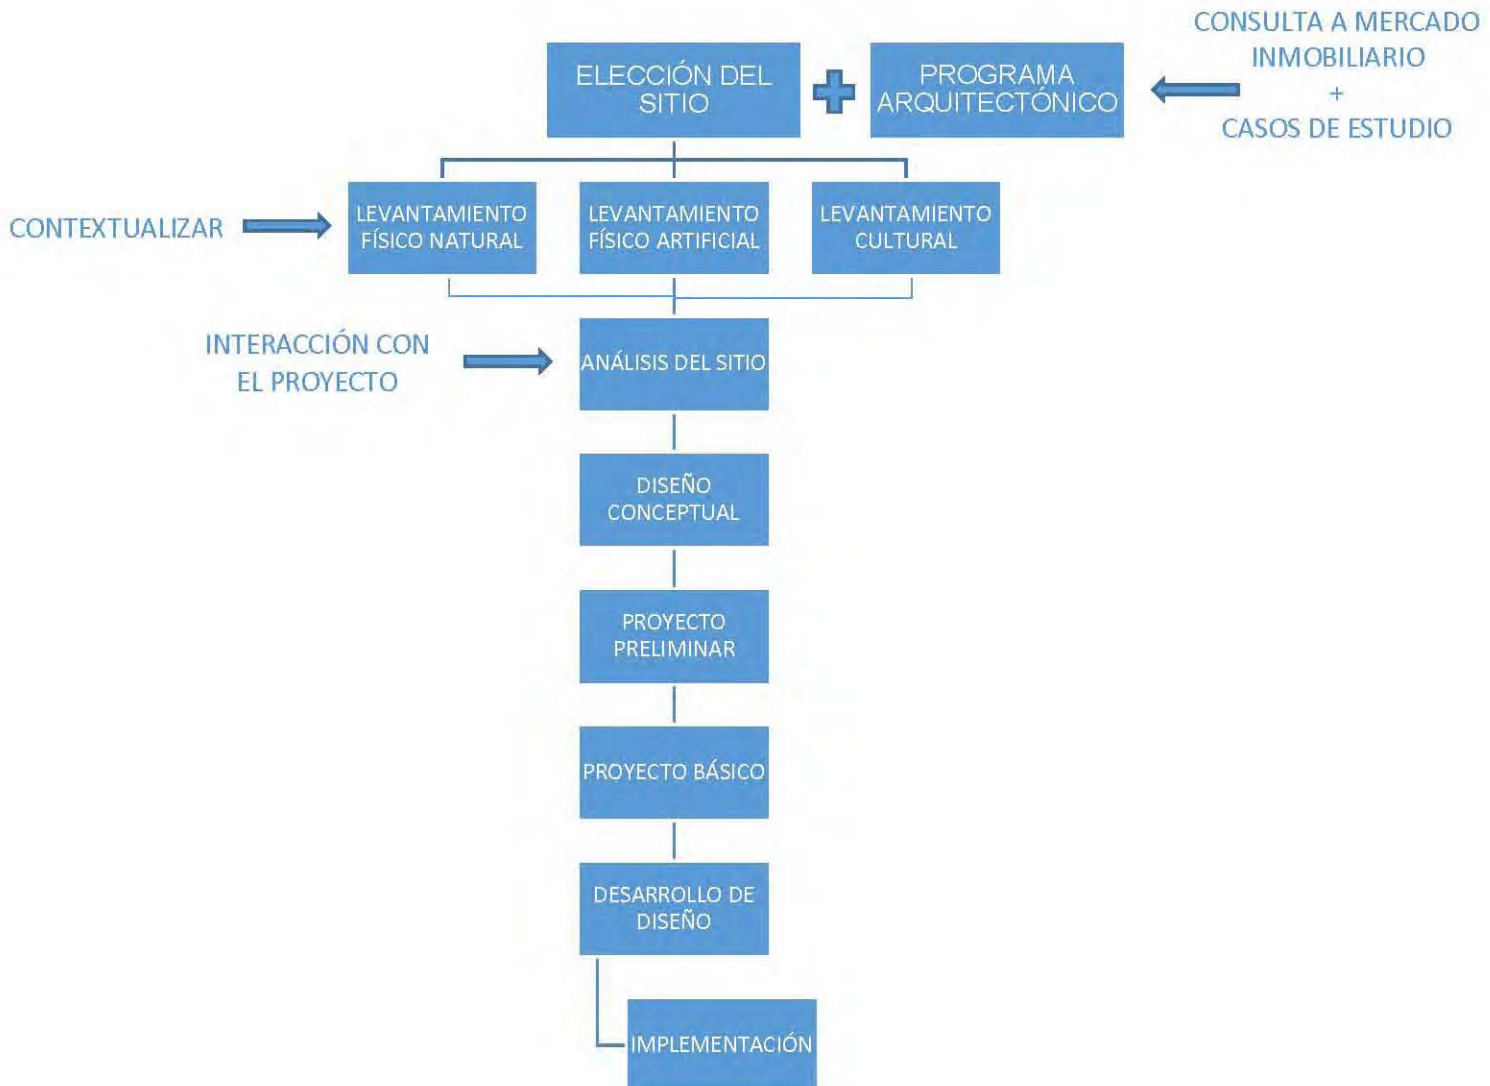 CONSULTA A MERCADO
INMOBILIARIO
+
CASOS DE ESTUDIO
ELECCIÓN DEL
SITIO
PROGRAMA
ARQUITECTÓNICO
CONTEXTUALIZAR
LEVANTAMIENTO
FÍSICO NATURAL
LEVANTAMIENTO
FÍSICO ARTIFICIAL
LEVANTAMIENTO
CULTURAL
INTERACCIÓN CON
EL PROYECTO
ANÁLISIS DEL SITIO
DISEÑO
CONCEPTUAL
PROYECTO
PRELIMINAR
PROYECTO BÁSICO
DESARROLLO DE
DISEÑO
IMPLEMENTACIÓN